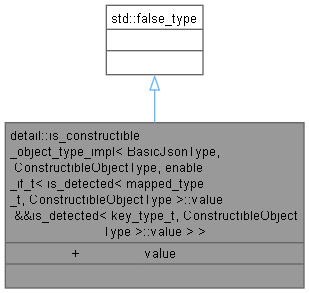 std::false_type
detail::is_constructible
_object_type_impl< BasicJsonType,
ConstructibleObjectType, enable
_if_t< is_detected< mapped_type
_t, ConstructibleObjectType >::value
&&is_detected< key_type_t, ConstructibleObject
Type >::value > >
+ value